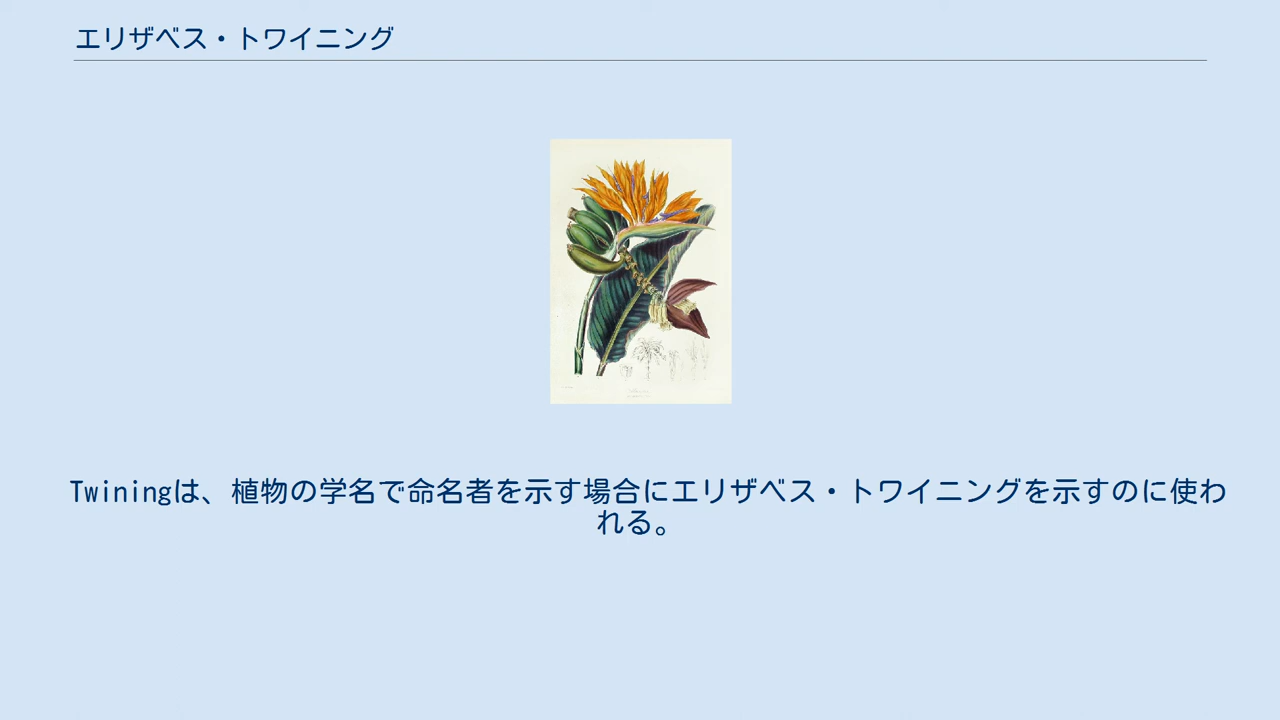 エリザベス・トワイニング
Twiningは、植物の学名で命名者を示す場合にエリザベス・トワイニングを示すのに使わ
れる。